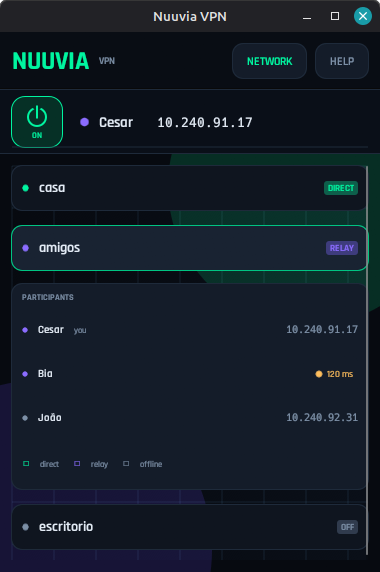 Nuuvia VPN
NUUVIA VPN NETWORK HELP
ON Cesar 10.240.91.17
casa DIRECT
amigos RELAY
PARTICIPANTS
Cesar you 10.240.91.17
Bia 120 ms
João 10.240.92.31
direct relay offline
escritorio OFF